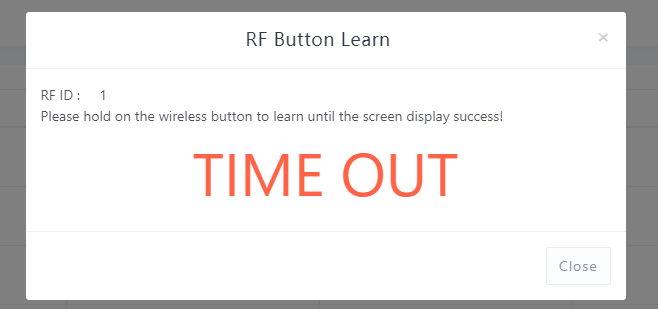 RF Button Learn
×
RF ID : 1
Please hold on the wireless button to learn until the screen display success!
TIME OUT
Close